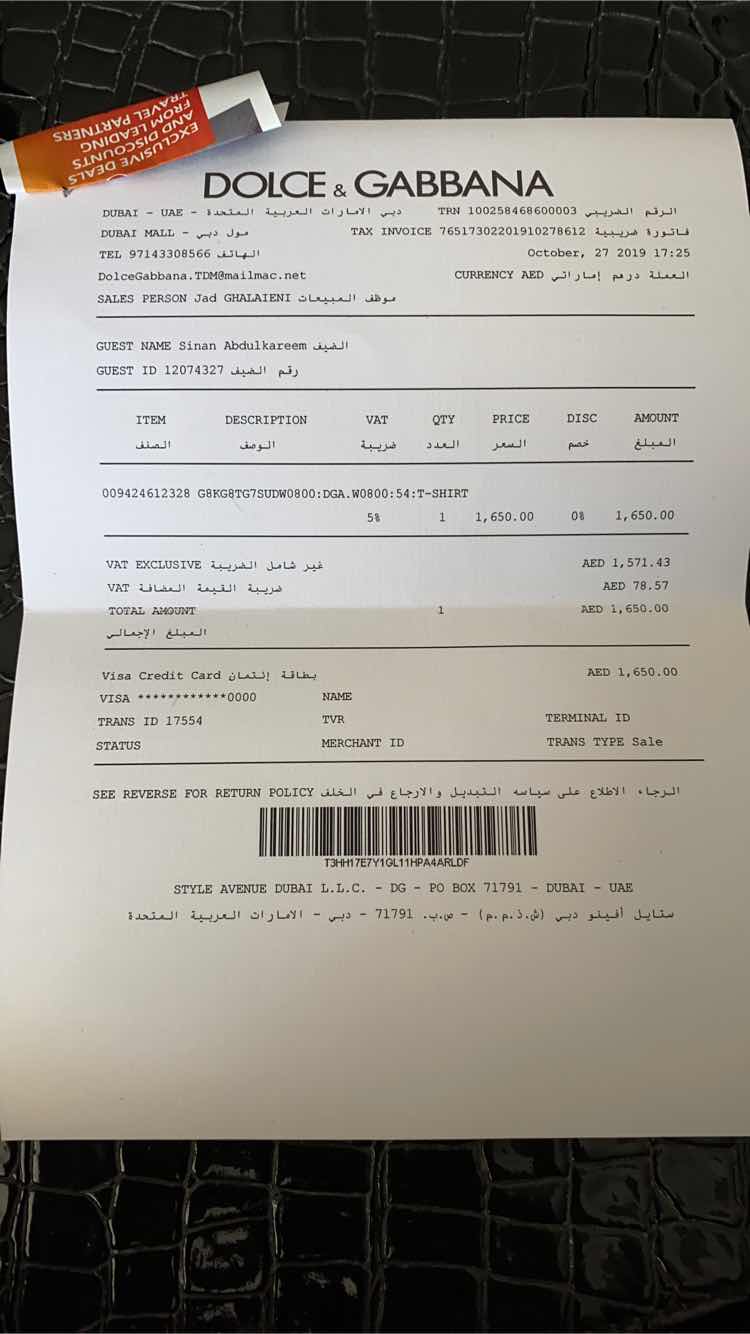 EXCLUSIVE DEALS
AND DISCOUNTS
FROM LEADING
TRAVEL PARTNERS
DOLCE & GABBANA
DUBAI - UAE - دبي الامارات العربية المتحدة TRN 100258468600003 الرقم الضريبي
DUBAI MALL - مول دبي TAX INVOICE 76517302201910278612 فاتورة ضريبية
TEL 97143308566 الهاتف October, 27 2019 17:25
DolceGabbana.TDM@mailmac.net CURRENCY AED العملة درهم إماراتي
SALES PERSON Jad GHALAIENI موظف المبيعات
GUEST NAME Sinan Abdulkareem الضيف
GUEST ID 12074327 رقم الضيف
ITEM DESCRIPTION VAT QTY PRICE DISC AMOUNT
الصنف الوصف ضريبة العدد السعر خصم المبلغ
009424612328 G8KG8TG7SUDW0800:DGA.W0800:54:T-SHIRT
5% 1 1,650.00 0% 1,650.00
VAT EXCLUSIVE غير شامل الضريبة AED 1,571.43
VAT ضريبة القيمة المضافة AED 78.57
TOTAL AMOUNT 1 AED 1,650.00
المبلغ الإجمالي
Visa Credit Card بطاقة إئتمان AED 1,650.00
VISA ************0000 NAME
TRANS ID 17554 TVR TERMINAL ID
STATUS MERCHANT ID TRANS TYPE Sale
SEE REVERSE FOR RETURN POLICY الرجاء الاطلاع على سياسه التبديل والارجاع في الخلف
T3HH17E7Y1GL11HPA4ARLDF
STYLE AVENUE DUBAI L.L.C. - DG - PO BOX 71791 - DUBAI - UAE
ستايل أفينو دبي (ش.ذ.م.م) - ص.ب. 71791 - دبي - الامارات العربية المتحدة